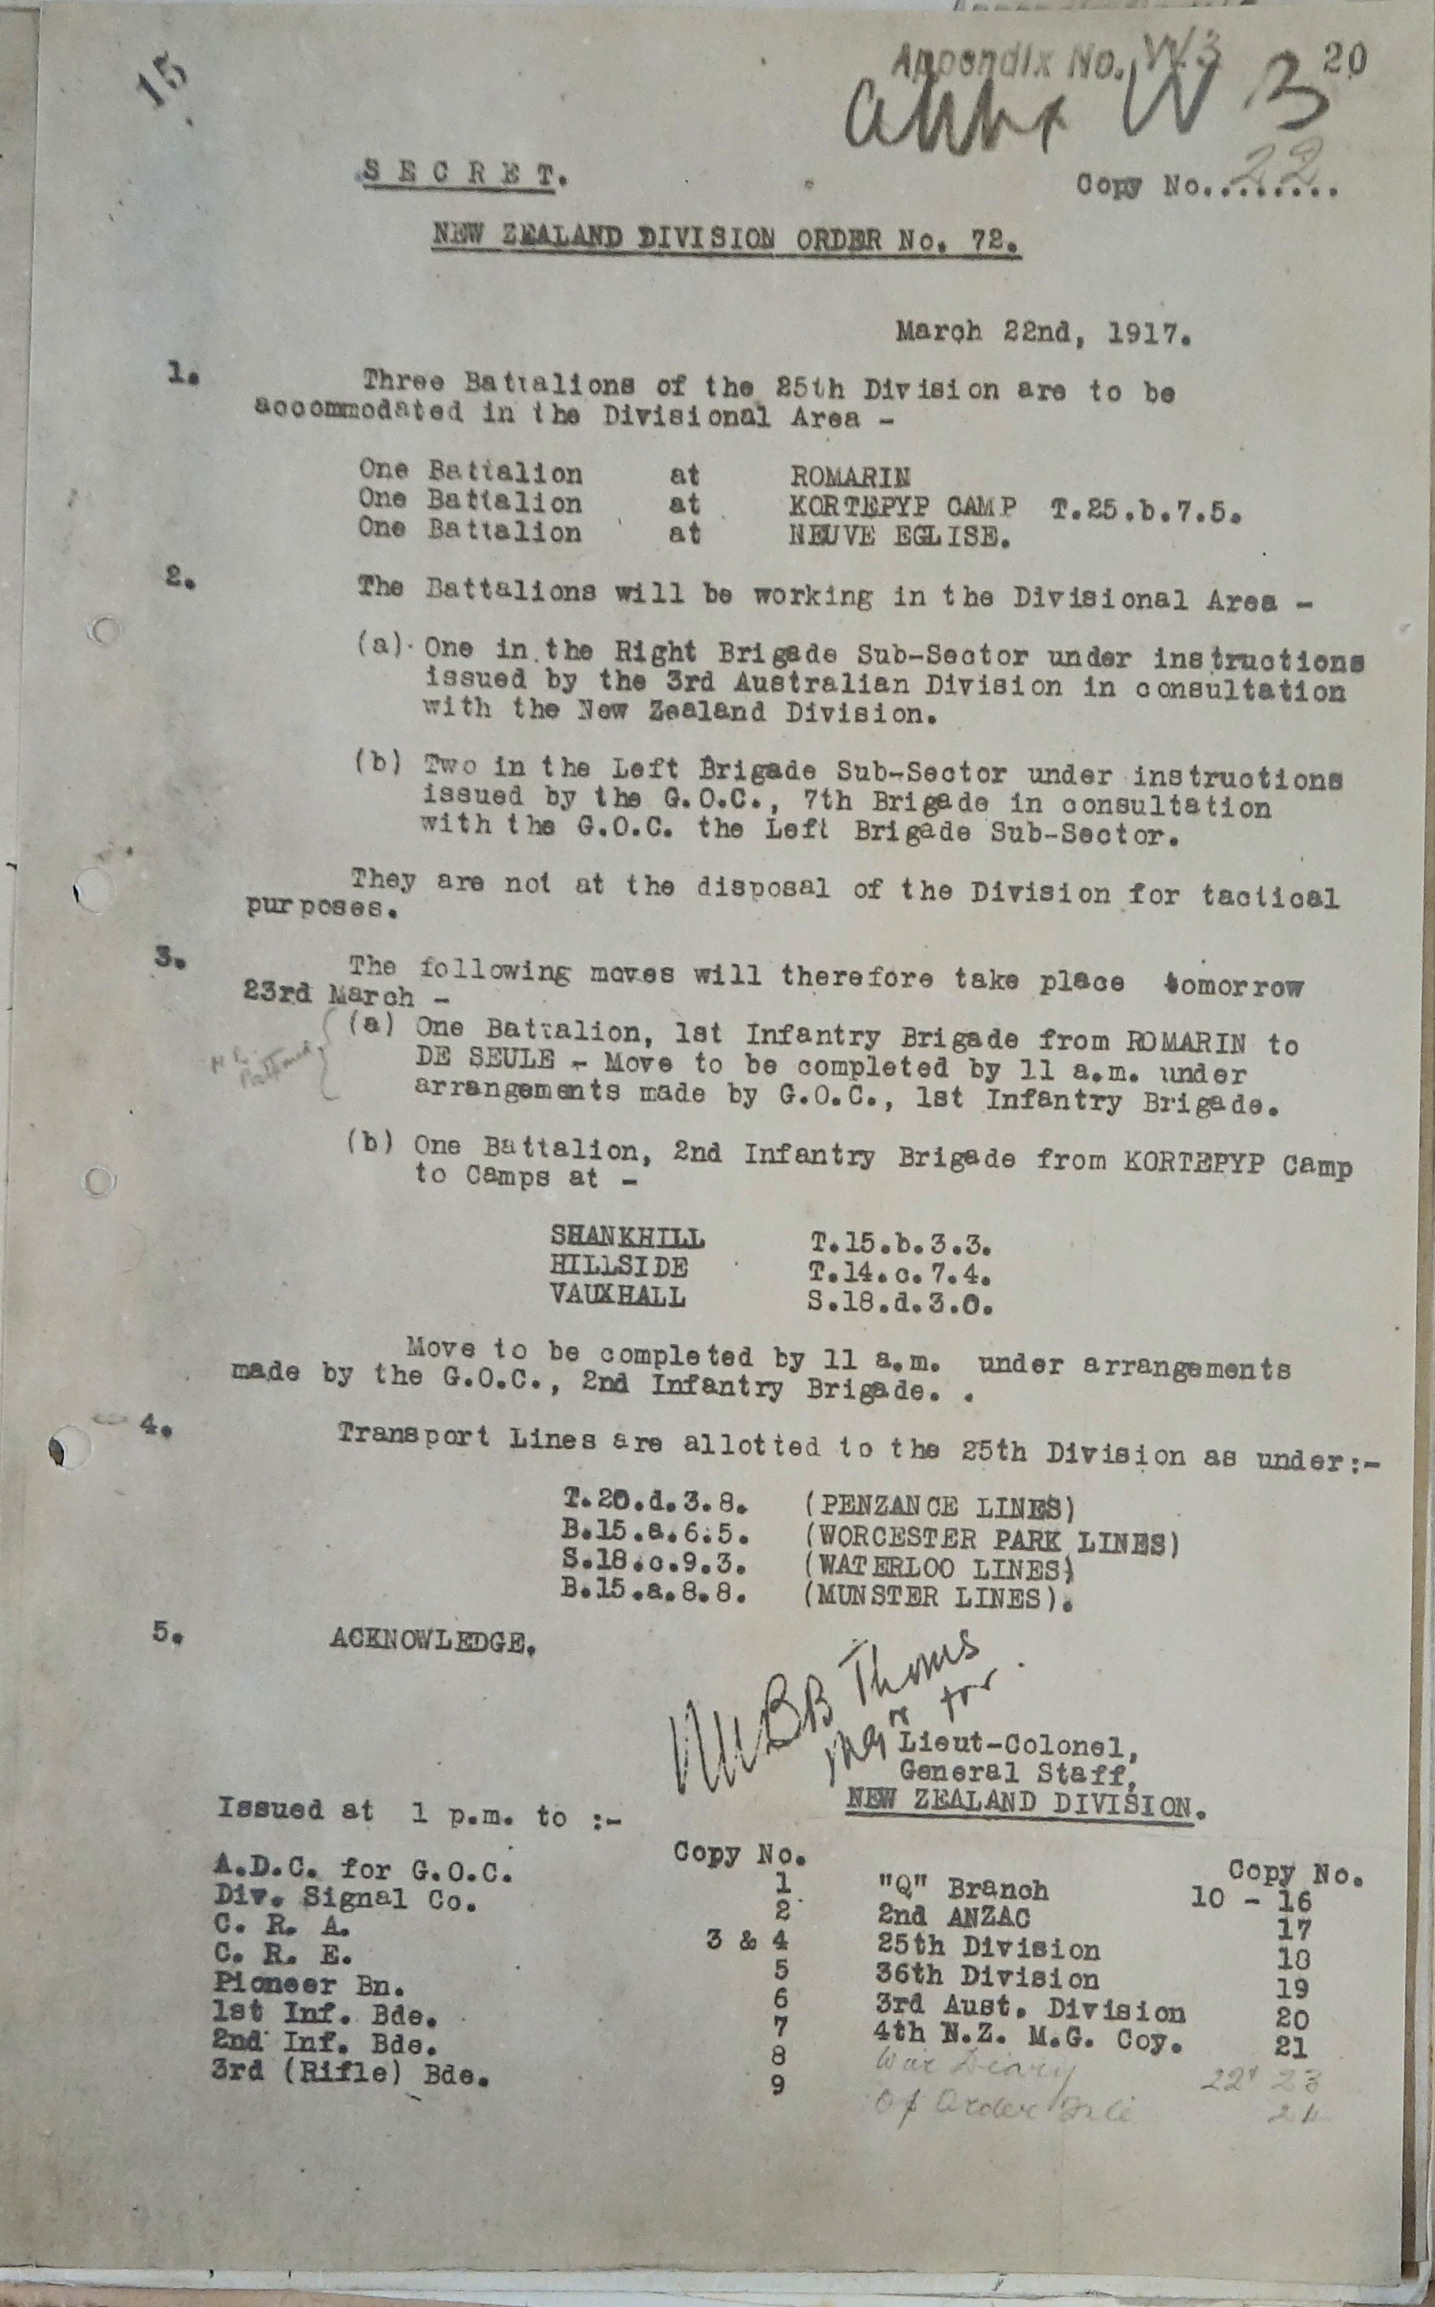 15
Appendix No. W3
20
W 3
SECRET.
Copy No. 22
NEW ZEALAND DIVISION ORDER No. 72.
March 22nd, 1917.
1. Three Battalions of the 25th Division are to be
accommodated in the Divisional Area -
One Battalion at ROMARIN
One Battalion at KORTEPYP CAMP T.25.b.7.5.
One Battalion at NEUVE EGLISE.
2. The Battalions will be working in the Divisional Area -
(a) One in the Right Brigade Sub-Sector under instructions
issued by the 3rd Australian Division in consultation
with the New Zealand Division.
(b) Two in the Left Brigade Sub-Sector under instructions
issued by the G.O.C., 7th Brigade in consultation
with the G.O.C. the Left Brigade Sub-Sector.
They are not at the disposal of the Division for tactical
purposes.
3. The following moves will therefore take place tomorrow
23rd March -
(a) One Battalion, 1st Infantry Brigade from ROMARIN to
DE SEULE - Move to be completed by 11 a.m. under
arrangements made by G.O.C., 1st Infantry Brigade.
(b) One Battalion, 2nd Infantry Brigade from KORTEPYP Camp
to Camps at -
SHANKHILL T.15.b.3.3.
HILLSIDE T.14.c.7.4.
VAUXHALL S.18.d.3.0.
Move to be completed by 11 a.m. under arrangements
made by the G.O.C., 2nd Infantry Brigade.
4. Transport Lines are allotted to the 25th Division as under:-
T.20.d.3.8. (PENZANCE LINES)
B.15.a.6.5. (WORCESTER PARK LINES)
S.18.c.9.3. (WATERLOO LINES)
B.15.a.8.8. (MUNSTER LINES).
5. ACKNOWLEDGE.
Thoms
for
Lieut-Colonel,
General Staff,
NEW ZEALAND DIVISION.
Issued at 1 p.m. to :-
Copy No. Copy No.
A.D.C. for G.O.C. 1 "Q" Branch 10 - 16
Div. Signal Co. 2 2nd ANZAC 17
C. R. A. 3 & 4 25th Division 18
C. R. E. 5 36th Division 19
Pioneer Bn. 6 3rd Aust. Division 20
1st Inf. Bde. 7 4th N.Z. M.G. Coy. 21
2nd Inf. Bde. 8 War Diary 22 23
3rd (Rifle) Bde. 9 Order File 24